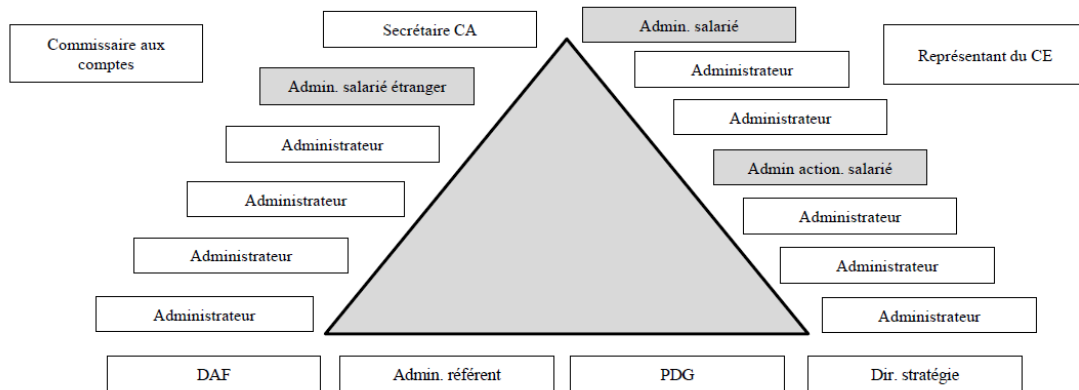 Secrétaire CA
Admin. salarié
Commissaire aux
comptes
Représentant du CE
Administrateur
Admin. salarié étranger
Administrateur
Administrateur
Admin action. salarié
Administrateur
Administrateur
Administrateur
Administrateur
Administrateur
Administrateur
DAF
Admin. référent
PDG
Dir. stratégie